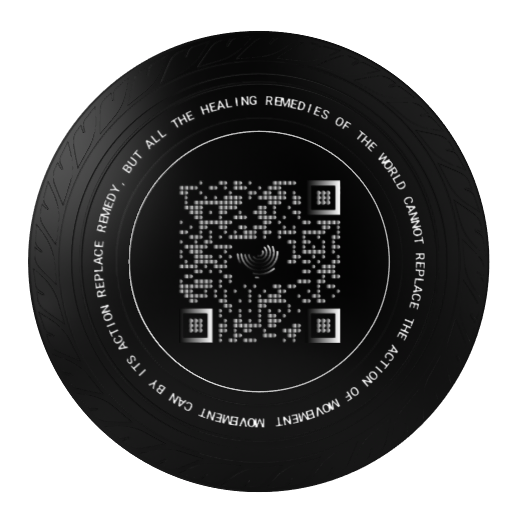 MOVEMENT CAN BY ITS ACTION REPLACE REMEDY, BUT ALL THE HEALING REMEDIES OF THE WORLD CANNOT REPLACE THE ACTION OF MOVEMENT